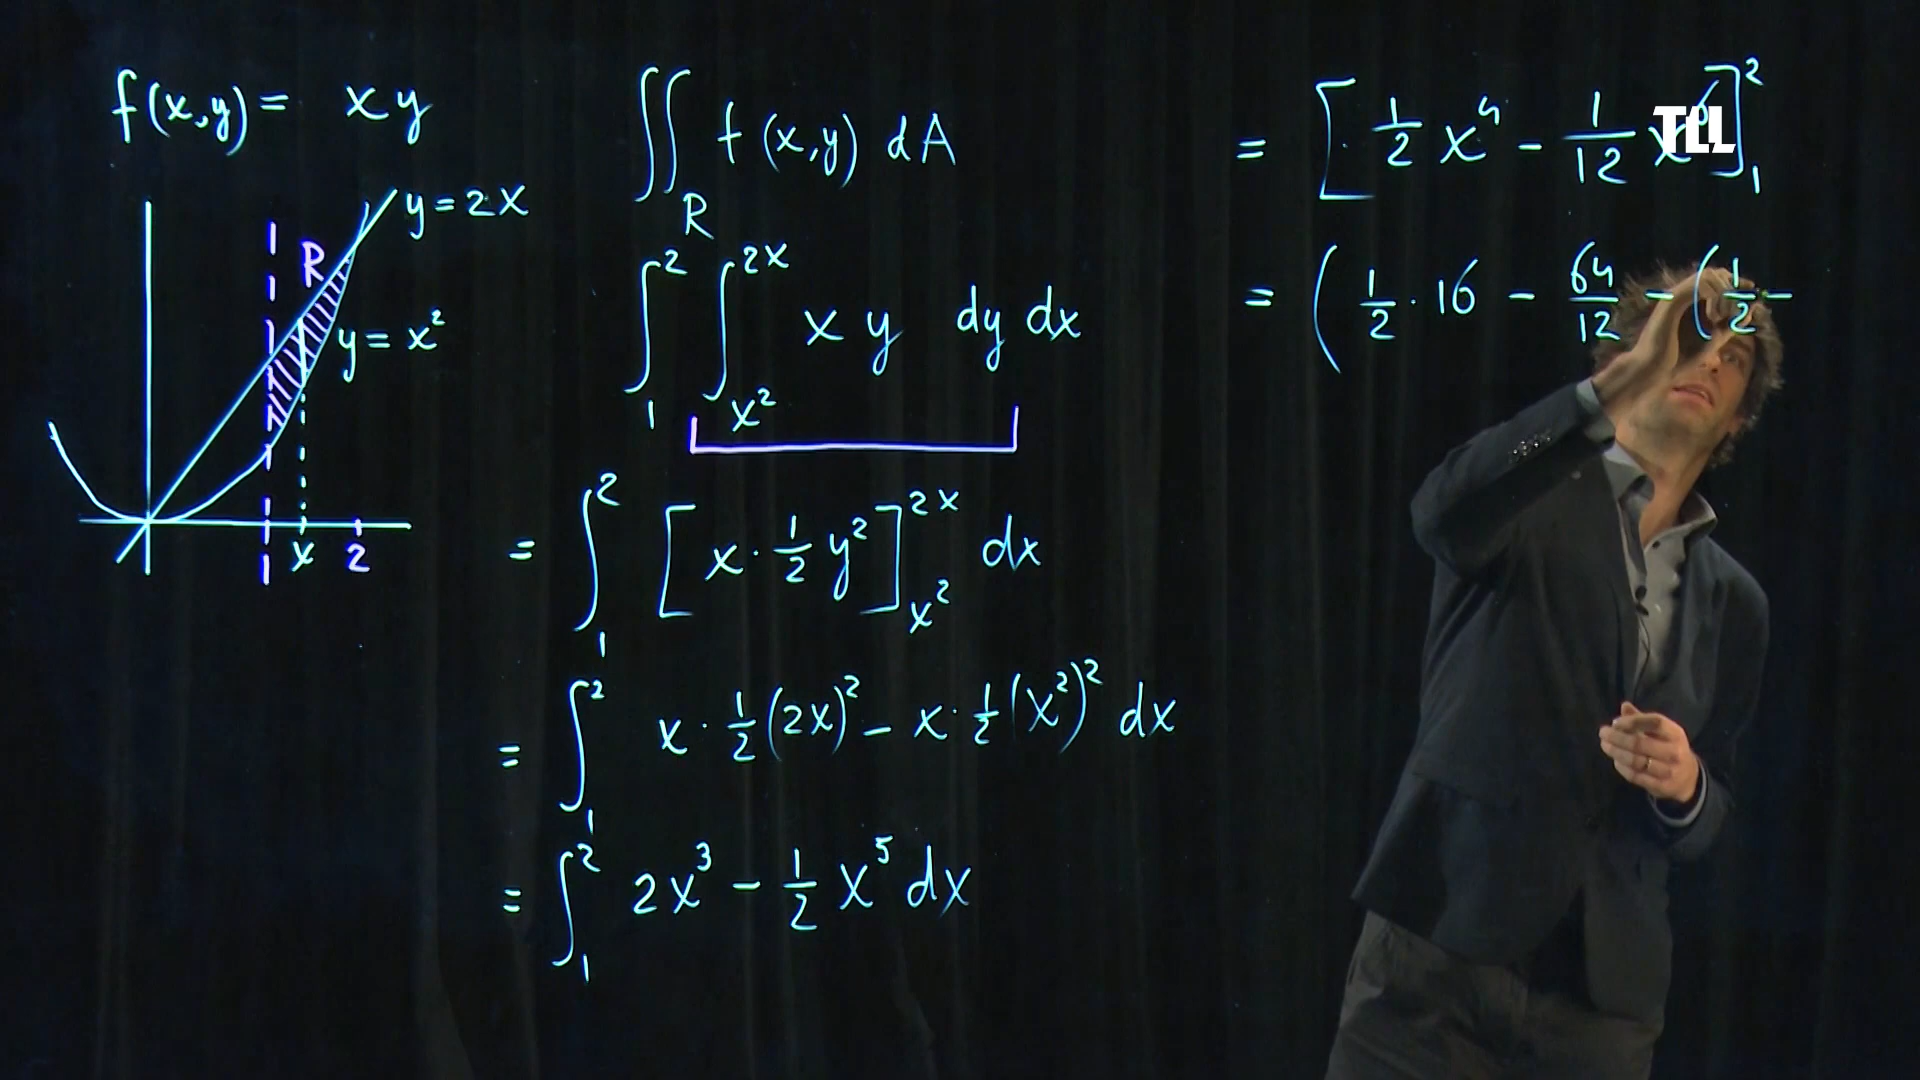 f(x,y) = xy
y = 2x
R
y = x²
1 x 2
∬_R f(x,y) dA
∫_1^2 ∫_{x²}^{2x} x y dy dx
= ∫_1^2 [x · 1/2 y²]_{x²}^{2x} dx
= ∫_1^2 x · 1/2 (2x)² - x · 1/2 (x²)² dx
= ∫_1^2 2x³ - 1/2 x⁵ dx
= [1/2 x⁴ - 1/12 x⁶]_1^2
TLL
= (1/2 · 16 - 64/12 - (1/2 -